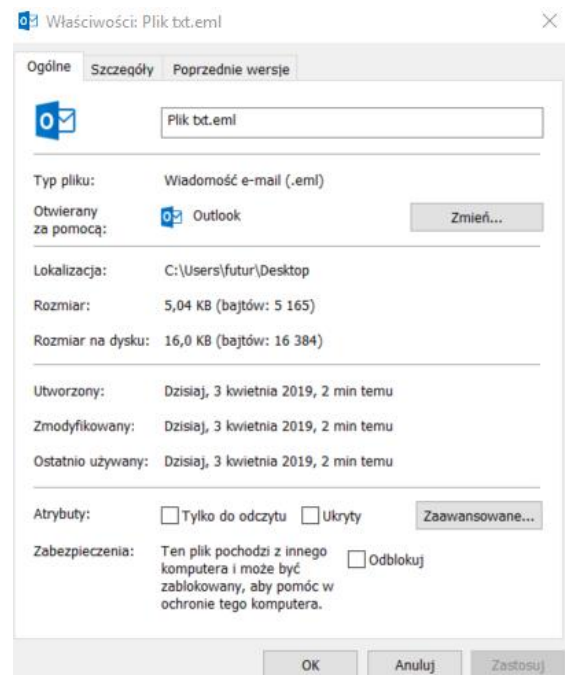 Właściwości: Plik txt.eml
Ogólne Szczegóły Poprzednie wersje
Plik txt.eml
Typ pliku: Wiadomość e-mail (.eml)
Otwierany za pomocą: Outlook Zmień...
Lokalizacja: C:\Users\futur\Desktop
Rozmiar: 5,04 KB (bajtów: 5 165)
Rozmiar na dysku: 16,0 KB (bajtów: 16 384)
Utworzony: Dzisiaj, 3 kwietnia 2019, 2 min temu
Zmodyfikowany: Dzisiaj, 3 kwietnia 2019, 2 min temu
Ostatnio używany: Dzisiaj, 3 kwietnia 2019, 2 min temu
Atrybuty: Tylko do odczytu Ukryty Zaawansowane...
Zabezpieczenia: Ten plik pochodzi z innego
komputera i może być Odblokuj
zablokowany, aby pomóc w
ochronie tego komputera.
OK Anuluj Zastosuj